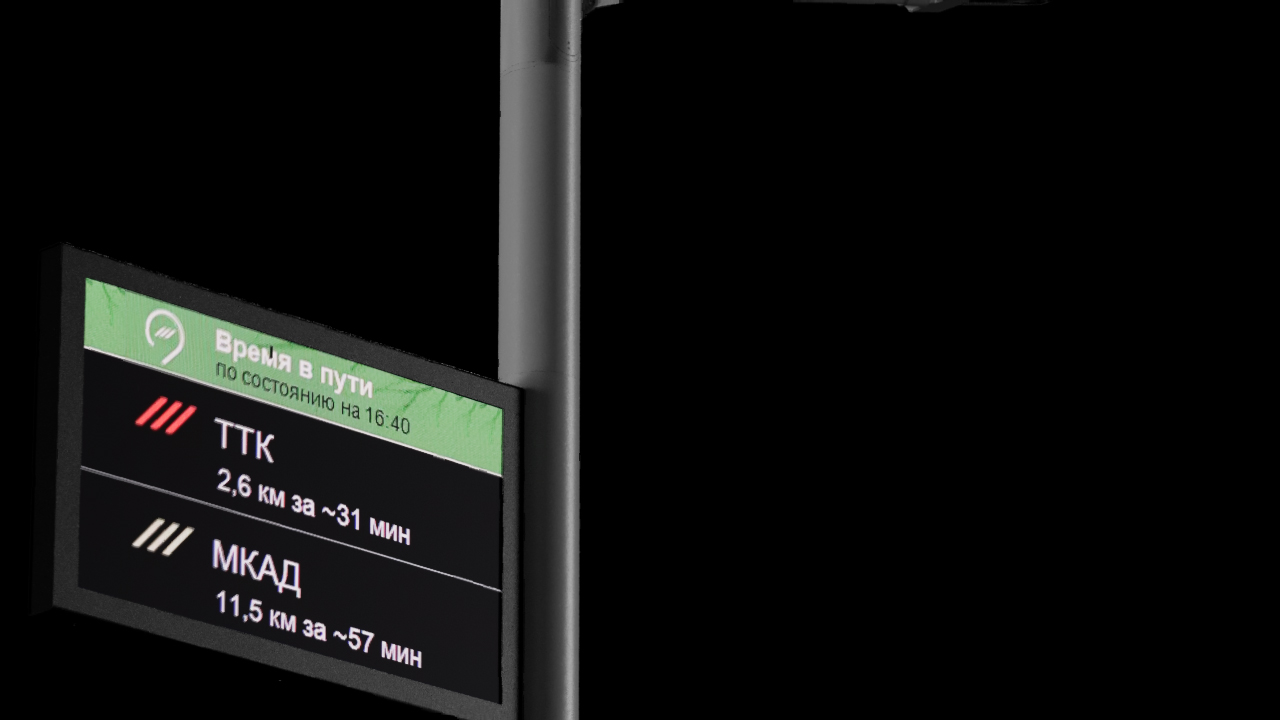 Время в пути
по состоянию на 16:40
ТТК
2,6 км за ~31 мин
МКАД
11,5 км за ~57 мин